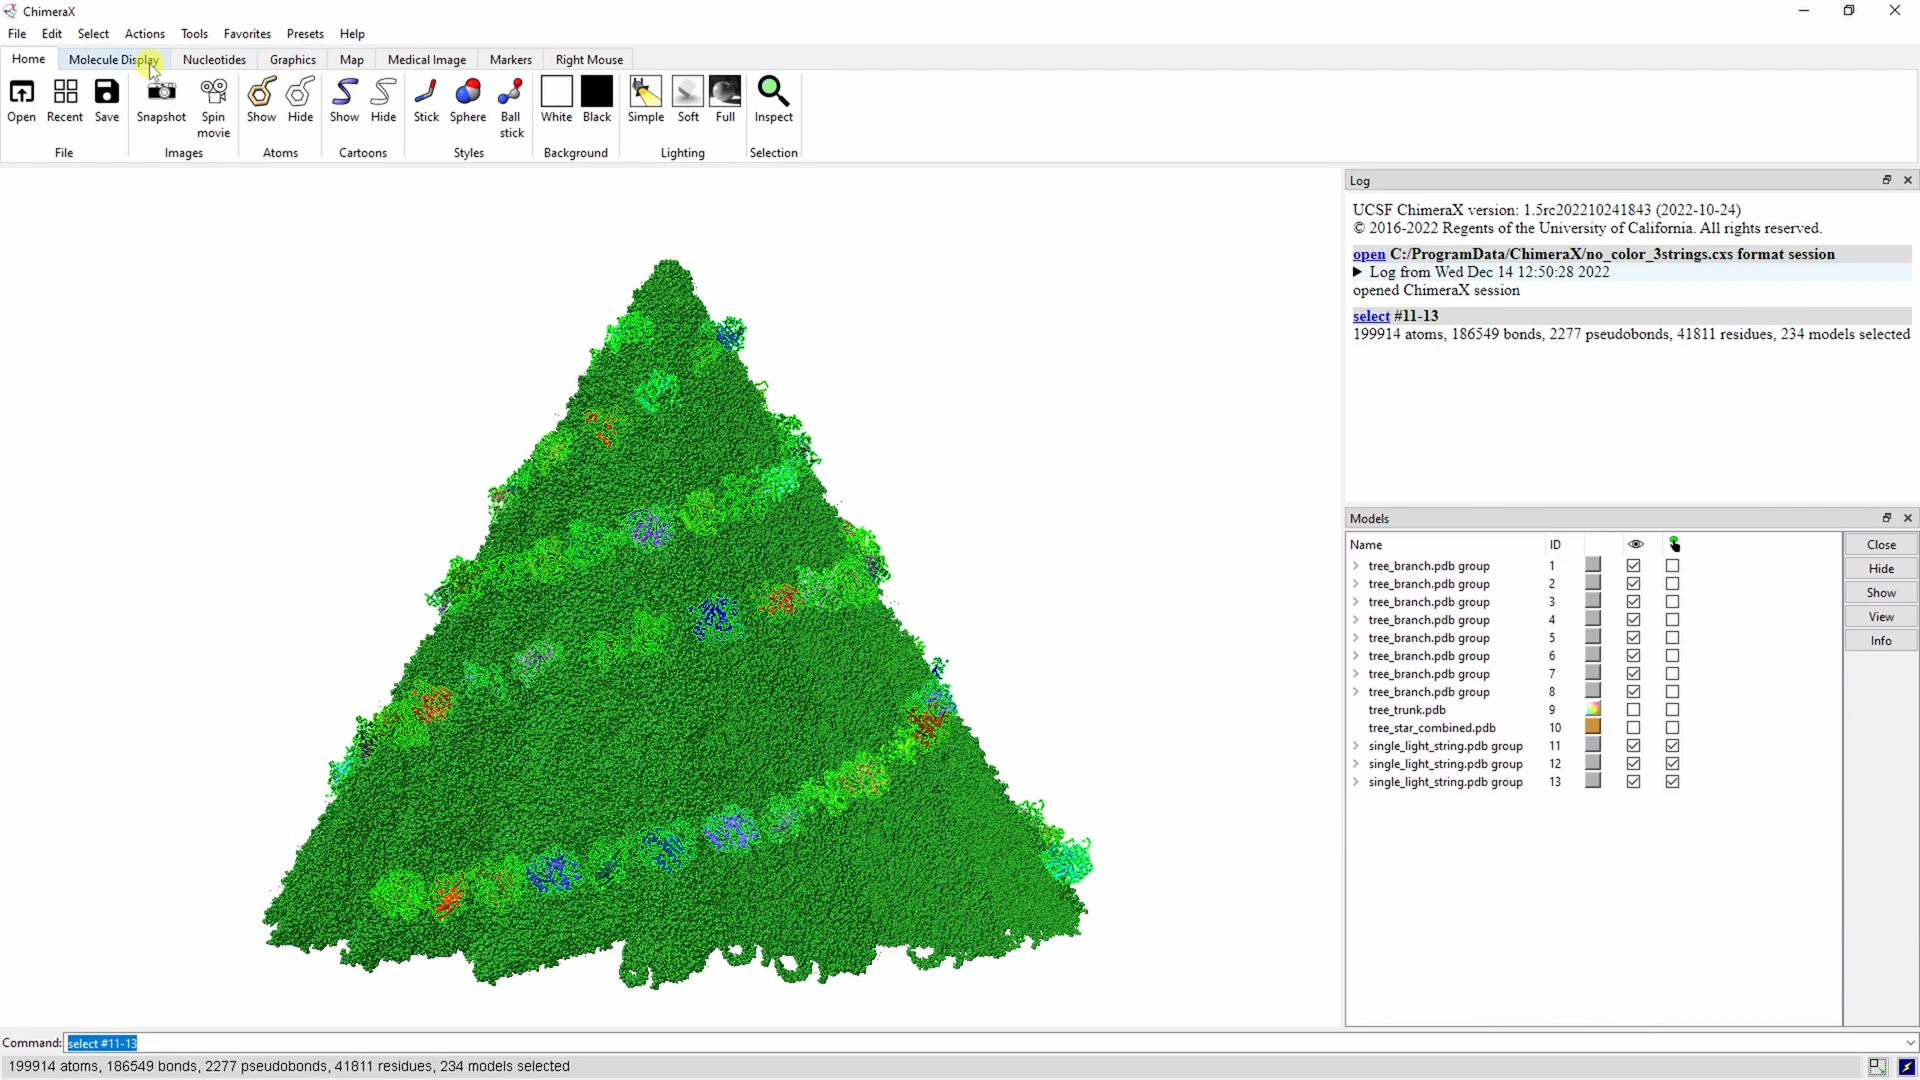 ChimeraX
File Edit Select Actions Tools Favorites Presets Help
Home Molecule Display Nucleotides Graphics Map Medical Image Markers Right Mouse
Open Recent Save Snapshot Spin movie Show Hide Show Hide Stick Sphere Ball stick White Black Simple Soft Full Inspect
File Images Atoms Cartoons Styles Background Lighting Selection
Log
UCSF ChimeraX version: 1.5rc202210241843 (2022-10-24)
© 2016-2022 Regents of the University of California. All rights reserved.
open C:/ProgramData/ChimeraX/no_color_3strings.cxs format session
Log from Wed Dec 14 12:50:28 2022
opened ChimeraX session
select #11-13
199914 atoms, 186549 bonds, 2277 pseudobonds, 41811 residues, 234 models selected
Models
Name ID
tree_branch.pdb group 1
tree_branch.pdb group 2
tree_branch.pdb group 3
tree_branch.pdb group 4
tree_branch.pdb group 5
tree_branch.pdb group 6
tree_branch.pdb group 7
tree_branch.pdb group 8
tree_trunk.pdb 9
tree_star_combined.pdb 10
single_light_string.pdb group 11
single_light_string.pdb group 12
single_light_string.pdb group 13
Close
Hide
Show
View
Info
Command: select #11-13
199914 atoms, 186549 bonds, 2277 pseudobonds, 41811 residues, 234 models selected